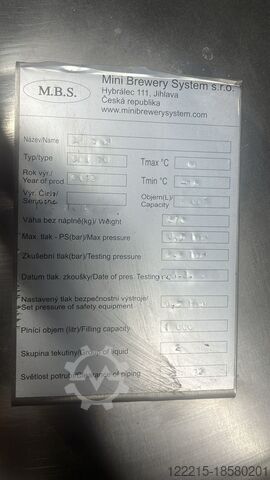 M.B.S.
Mini Brewery System s.r.o.
Hybrálec 111, Jihlava
Česká republika
www.minibrewerysystem.com
Název/Name
Typ/type
Tmax °C
Rok výr./
Year of prod.
Tmin °C
Výr. Číslo/
Objem(L)/
Capacity
Váha bez náplně(kg)/ Weight
Max. tlak - PS(bar)/Max pressure
Zkušební tlak(bar)/Testing pressure
Datum tlak. zkoušky/Date of pres. Testing
Nastavený tlak bezpečnostní výstroje/
Set pressure of safety equipment
Plnící objem (litr)/Filling capacity
Skupina tekutiny/Group of liquid
2
Světlost potrubí/Clearance of piping
32
122215-18580201